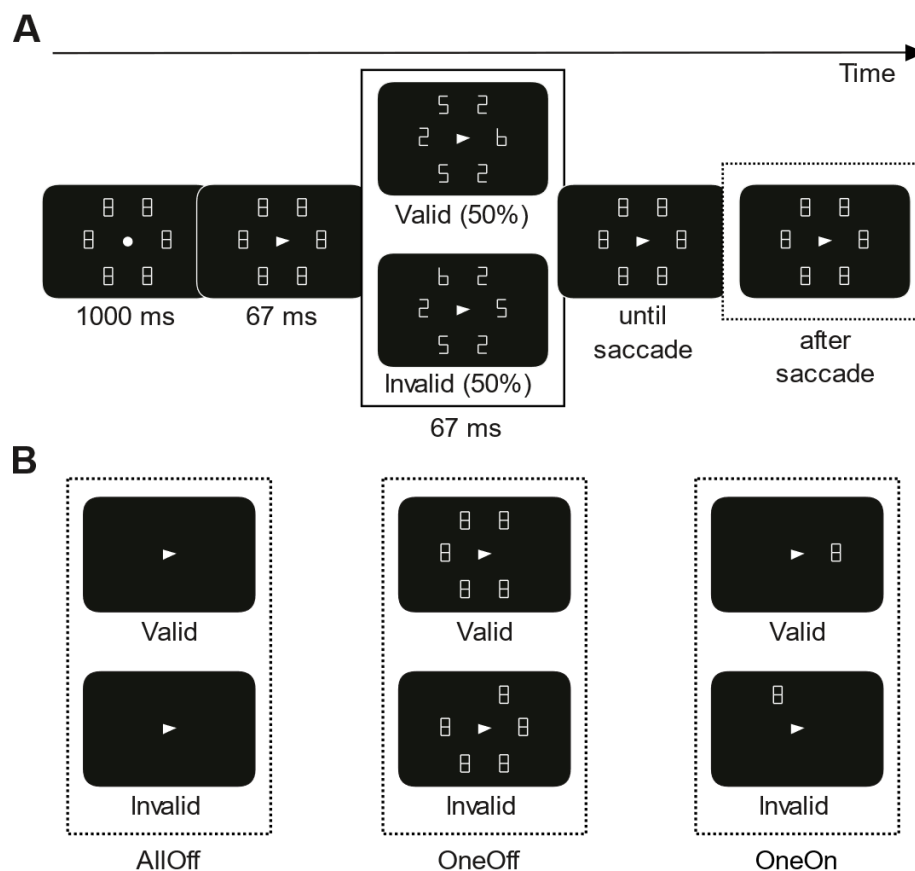 A
Time
5 2
2 b
5 2
Valid (50%)
b 2
2 5
5 2
Invalid (50%)
8 8
8 8
8 8
1000 ms
8 8
8 8
8 8
67 ms
67 ms
8 8
8 8
8 8
until
saccade
8 8
8 8
8 8
after
saccade
B
Valid
Invalid
AllOff
8 8
8
8 8
Valid
8
8 8
8 8
Invalid
OneOff
8
Valid
8
Invalid
OneOn